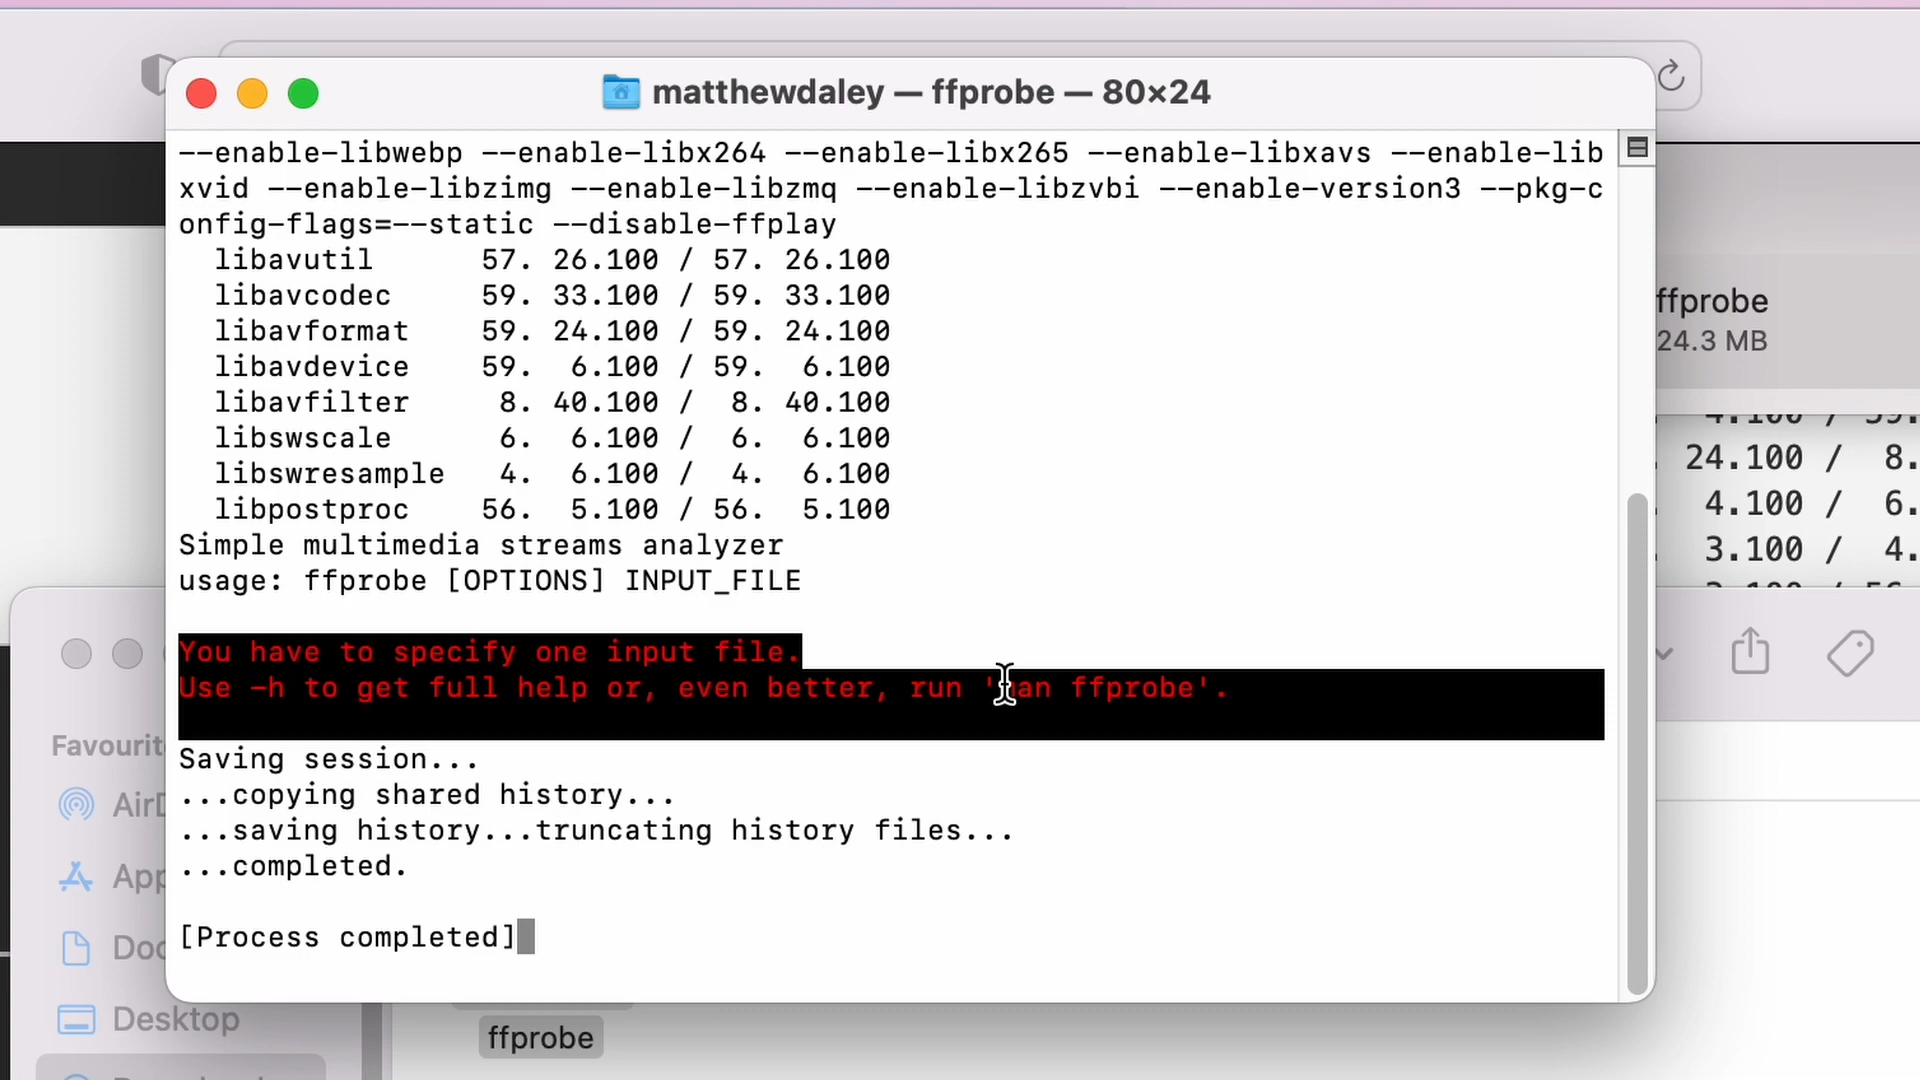 matthewdaley — ffprobe — 80×24
--enable-libwebp --enable-libx264 --enable-libx265 --enable-libxavs --enable-lib
xvid --enable-libzimg --enable-libzmq --enable-libzvbi --enable-version3 --pkg-c
onfig-flags=--static --disable-ffplay
libavutil 57. 26.100 / 57. 26.100
libavcodec 59. 33.100 / 59. 33.100
libavformat 59. 24.100 / 59. 24.100
libavdevice 59. 6.100 / 59. 6.100
libavfilter 8. 40.100 / 8. 40.100
libswscale 6. 6.100 / 6. 6.100
libswresample 4. 6.100 / 4. 6.100
libpostproc 56. 5.100 / 56. 5.100
Simple multimedia streams analyzer
usage: ffprobe [OPTIONS] INPUT_FILE
You have to specify one input file.
Use -h to get full help or, even better, run 'man ffprobe'.
Saving session...
...copying shared history...
...saving history...truncating history files...
...completed.
[Process completed]
ffprobe
24.3 MB
24.100 / 8.
4.100 / 6.
3.100 / 4.
Favourit
AirD
App
Doc
Desktop
ffprobe